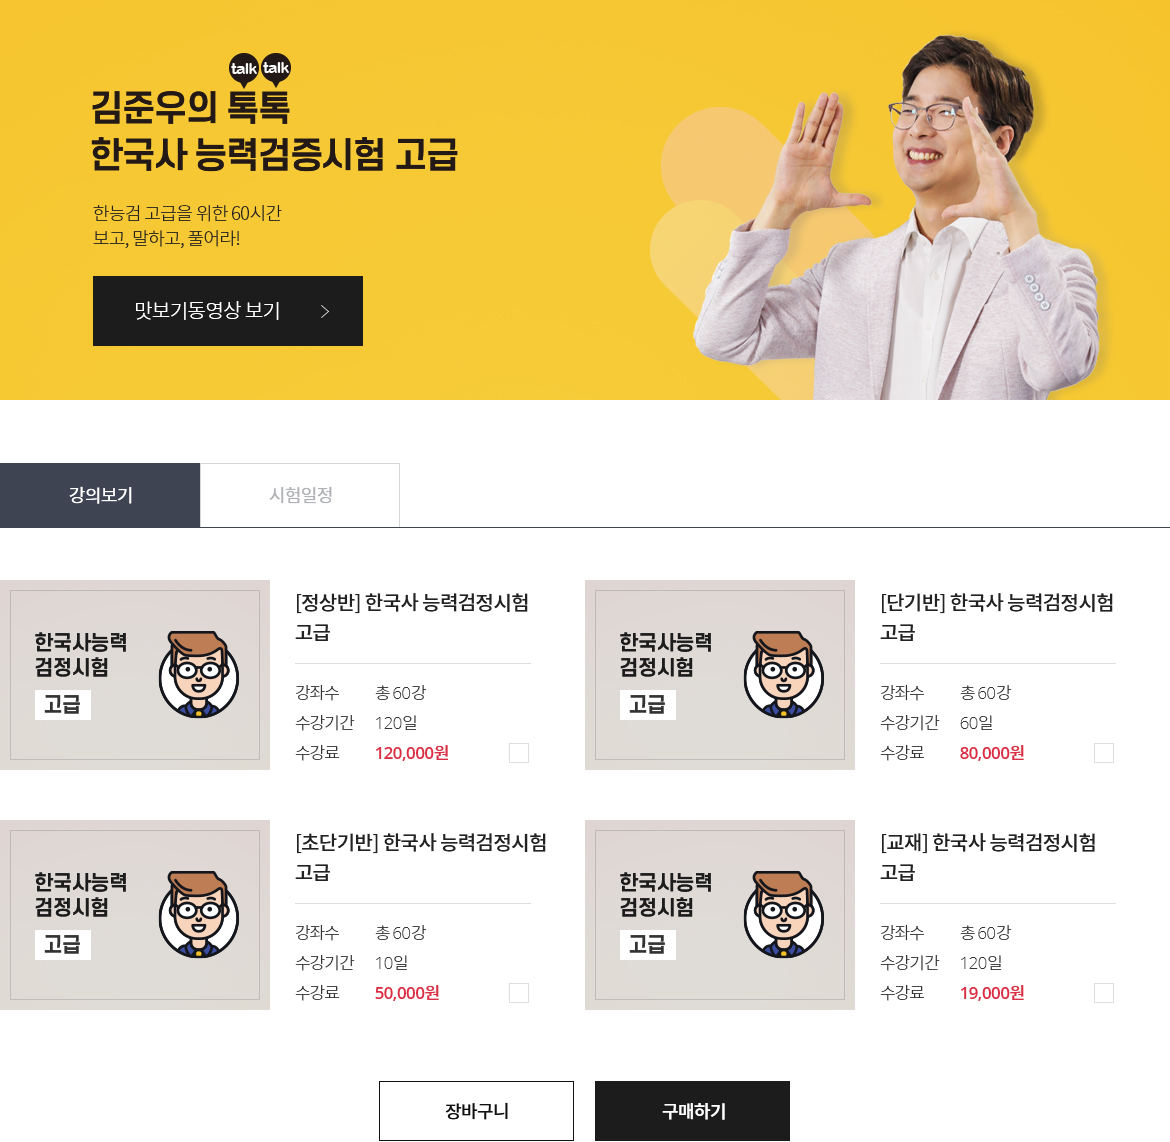 talk talk
김준우의 톡톡
한국사 능력검증시험 고급
한능검 고급을 위한 60시간
보고, 말하고, 풀어라!
맛보기동영상 보기
강의보기
시험일정
한국사능력
검정시험
고급
[정상반] 한국사 능력검정시험
고급
강좌수 총 60강
수강기간 120일
수강료 120,000원
한국사능력
검정시험
고급
[단기반] 한국사 능력검정시험
고급
강좌수 총 60강
수강기간 60일
수강료 80,000원
한국사능력
검정시험
고급
[초단기반] 한국사 능력검정시험
고급
강좌수 총 60강
수강기간 10일
수강료 50,000원
한국사능력
검정시험
고급
[교재] 한국사 능력검정시험
고급
강좌수 총 60강
수강기간 120일
수강료 19,000원
장바구니
구매하기